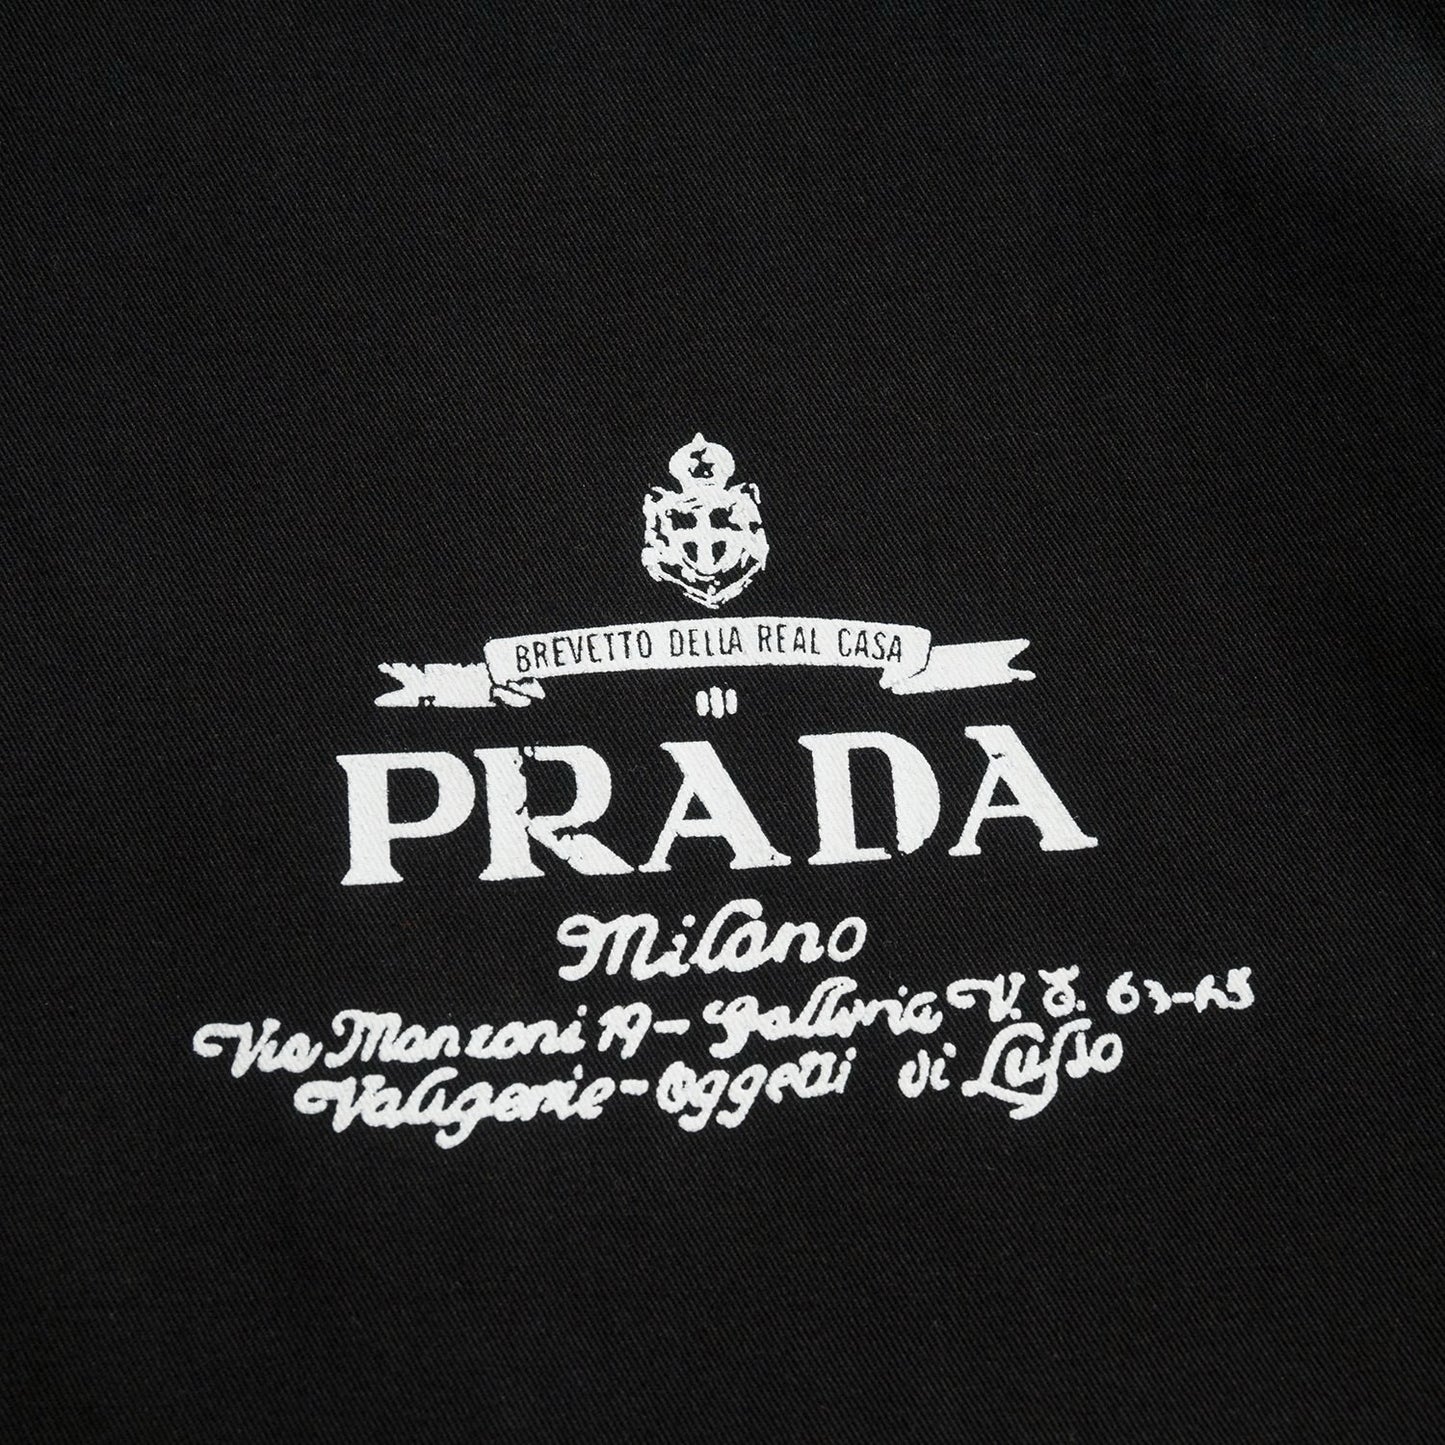 BREVETTO DELLA REAL CASA
PRADA
Milano
Via Manzoni 19 - Galleria V. E. 63-65
Valigerie - Oggetti di Lusso